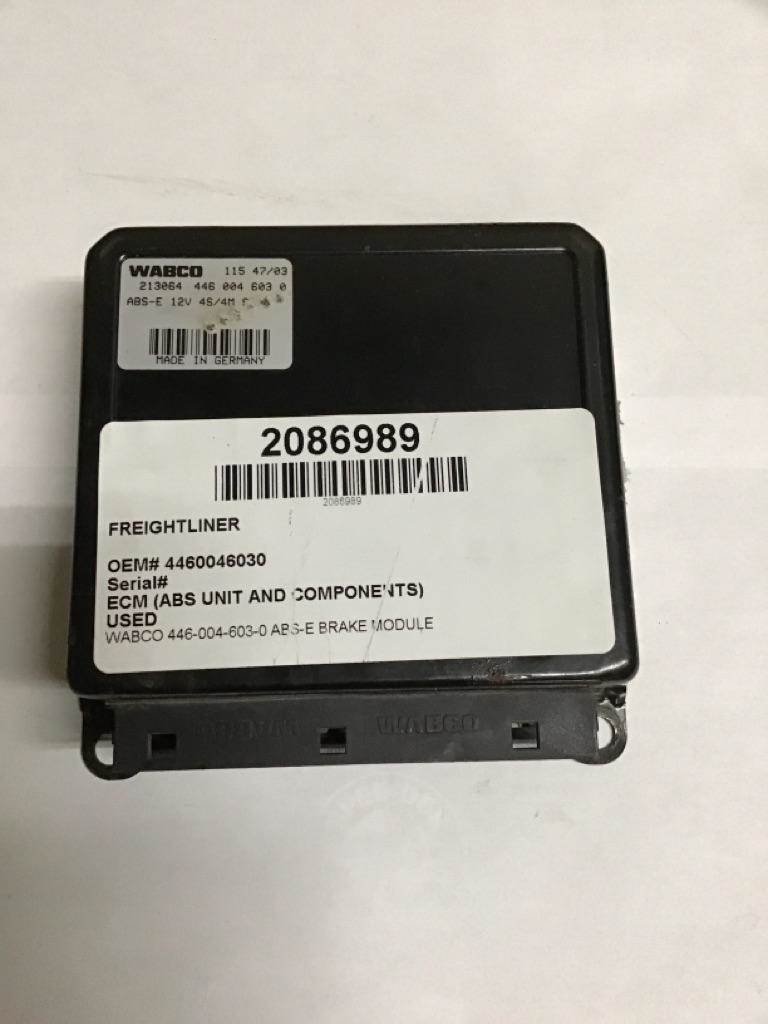 WABCO 115 47/03
213064 446 004 603 0
ABS-E 12V 4S/4M
MADE IN GERMANY
2086989
2086989
FREIGHTLINER
OEM# 4460046030
Serial#
ECM (ABS UNIT AND COMPONENTS)
USED
WABCO 446-004-603-0 ABS-E BRAKE MODULE
WABCO WABCO